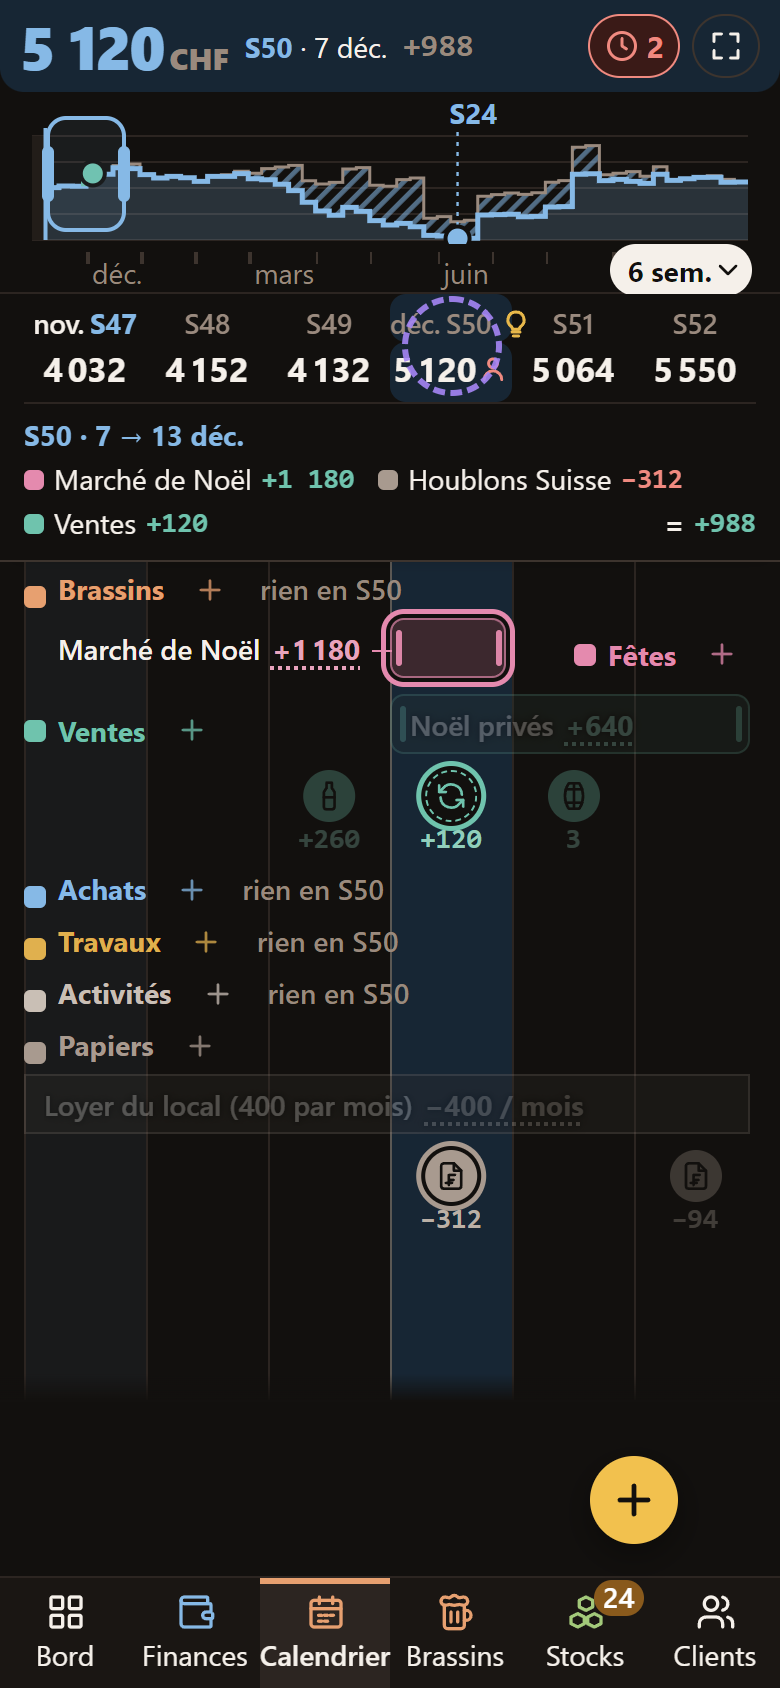 5 120 CHF S50 · 7 déc. +988 2
S24
déc. mars juin 6 sem.
nov. S47 S48 S49 déc. S50 S51 S52
4 032 4 152 4 132 5 120 5 064 5 550
S50 · 7 → 13 déc.
Marché de Noël +1 180 Houblons Suisse −312
Ventes +120 = +988
Brassins + rien en S50
Marché de Noël +1 180 Fêtes +
Ventes + Noël privés +640
+260 +120 3
Achats + rien en S50
Travaux + rien en S50
Activités + rien en S50
Papiers +
Loyer du local (400 par mois) −400 / mois
−312 −94
+
24
Bord Finances Calendrier Brassins Stocks Clients